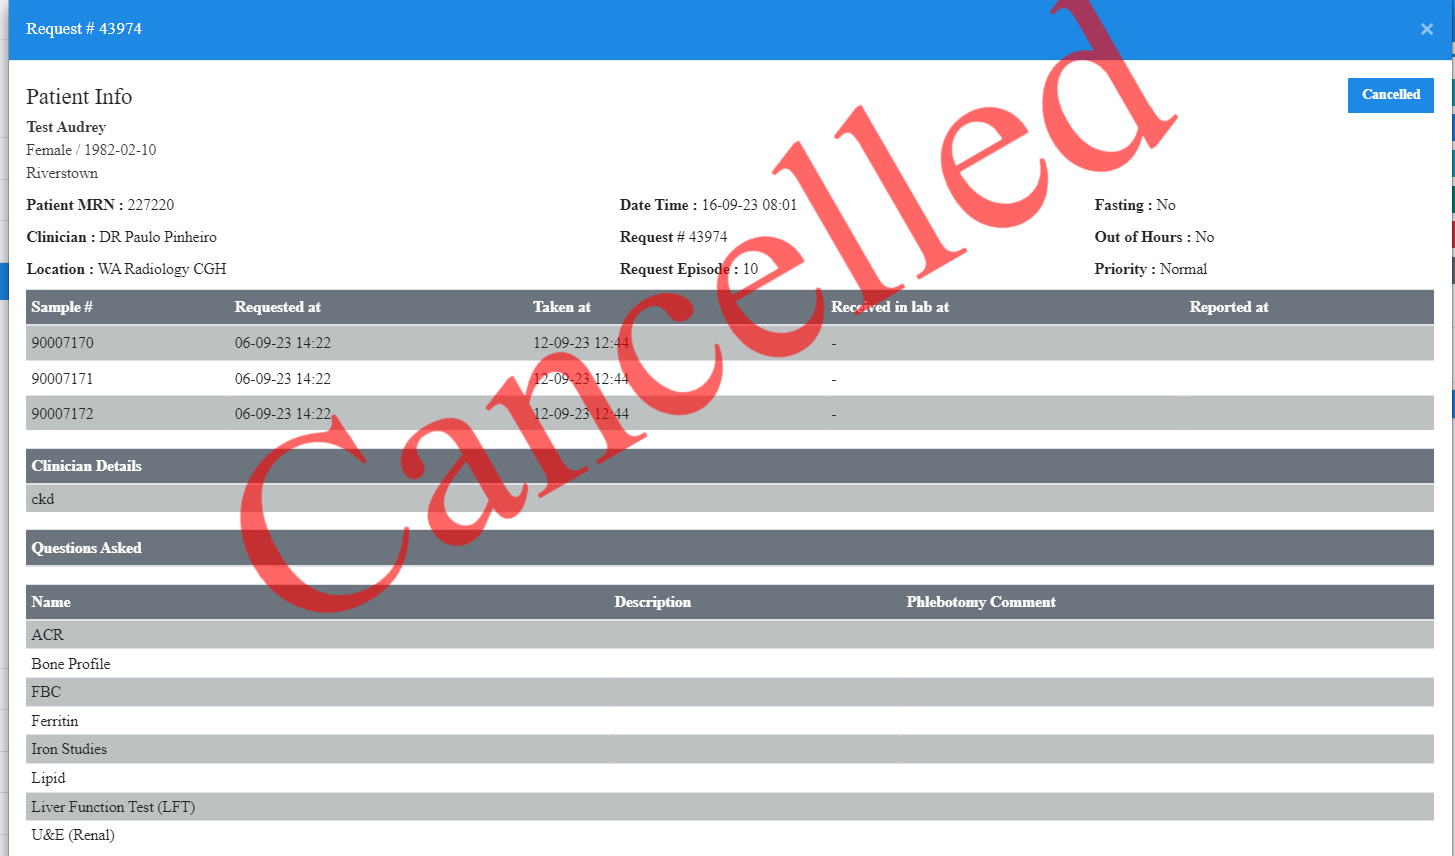 Request # 43974 ×
Patient Info Cancelled
Test Audrey
Female / 1982-02-10
Riverstown
Patient MRN : 227220 Date Time : 16-09-23 08:01 Fasting : No
Clinician : DR Paulo Pinheiro Request # 43974 Out of Hours : No
Location : WA Radiology CGH Request Episode : 10 Priority : Normal
Sample # Requested at Taken at Received in lab at Reported at
90007170 06-09-23 14:22 12-09-23 12:44 -
90007171 06-09-23 14:22 12-09-23 12:44 -
90007172 06-09-23 14:22 12-09-23 12:44 -
Clinician Details
ckd
Questions Asked
Name Description Phlebotomy Comment
ACR
Bone Profile
FBC
Ferritin
Iron Studies
Lipid
Liver Function Test (LFT)
U&E (Renal)
Cancelled